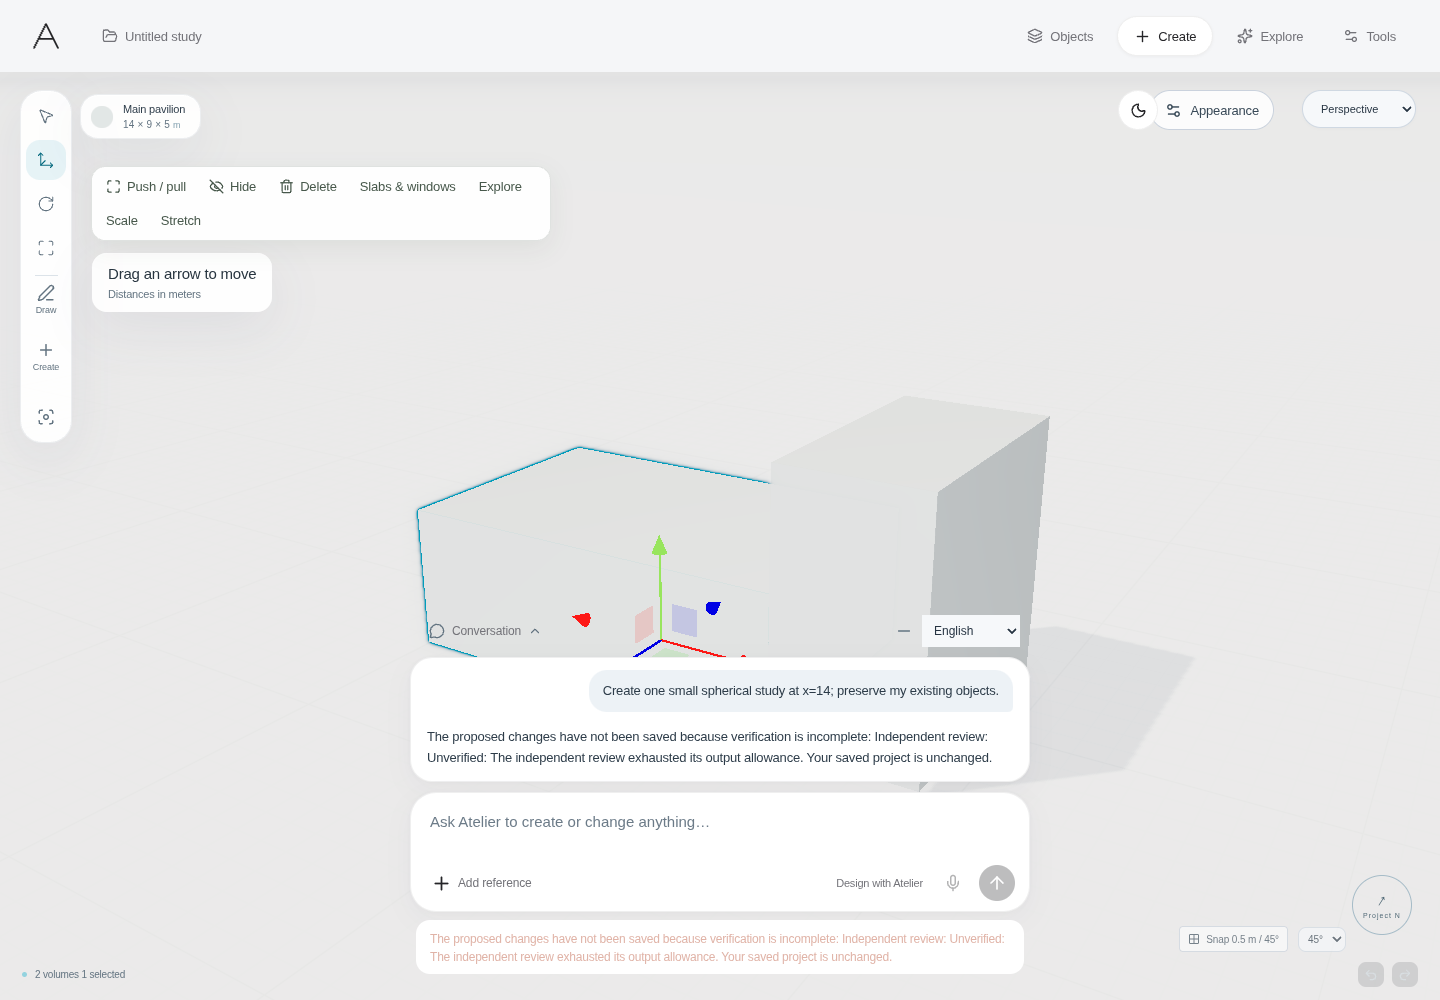 Untitled study
Objects
Create
Explore
Tools
Main pavilion
14 × 9 × 5 m
Appearance
Perspective
Push / pull
Hide
Delete
Slabs & windows
Explore
Scale
Stretch
Drag an arrow to move
Distances in meters
Draw
Create
Conversation
English
Create one small spherical study at x=14; preserve my existing objects.
The proposed changes have not been saved because verification is incomplete: Independent review:
Unverified: The independent review exhausted its output allowance. Your saved project is unchanged.
Ask Atelier to create or change anything…
Add reference
Design with Atelier
The proposed changes have not been saved because verification is incomplete: Independent review: Unverified:
The independent review exhausted its output allowance. Your saved project is unchanged.
Project N
Snap 0.5 m / 45°
45°
2 volumes 1 selected